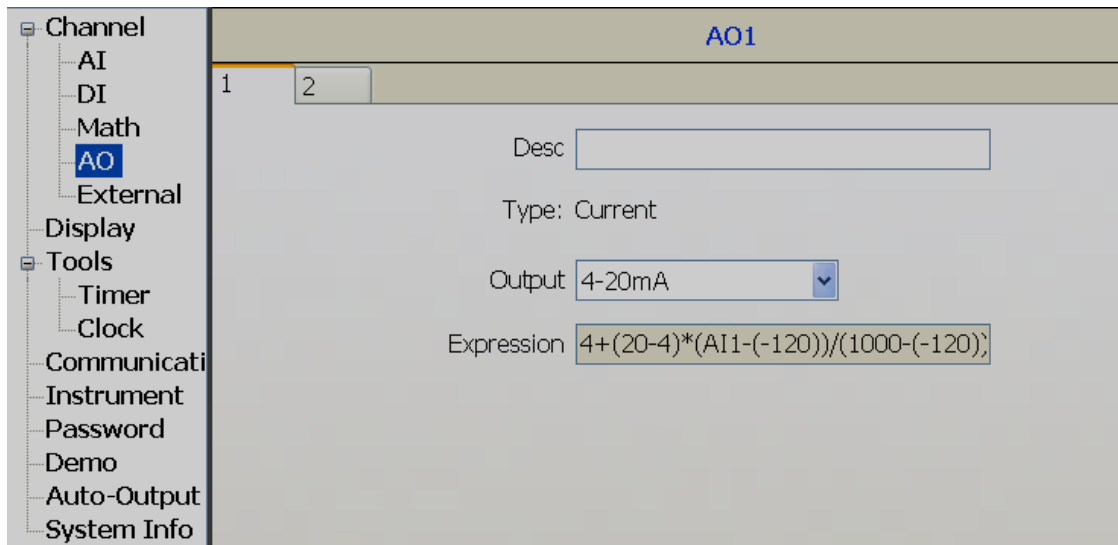 Channel
AI
DI
Math
AO
External
Display
Tools
Timer
Clock
Communicati
Instrument
Password
Demo
Auto-Output
System Info
AO1
1
2
Desc
Type: Current
Output 4-20mA
Expression 4+(20-4)*(AI1-(-120))/(1000-(-120))